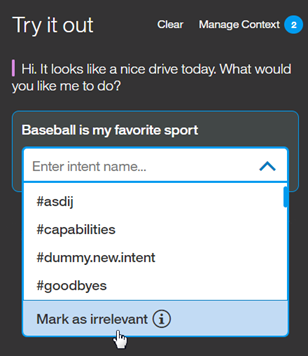 Try it out
Clear
Manage Context 2
Hi. It looks like a nice drive today. What would
you like me to do?
Baseball is my favorite sport
Enter intent name...
#asdij
#capabilities
#dummy.new.intent
#goodbyes
Mark as irrelevant